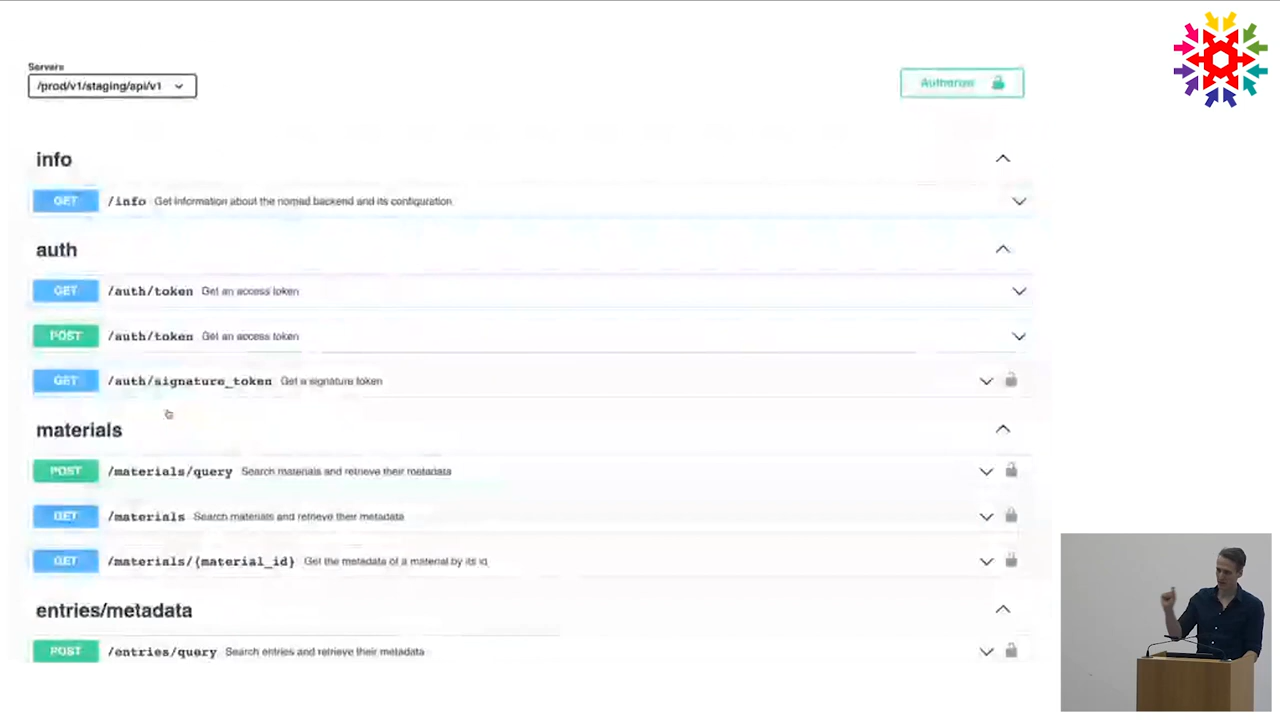 Servers
/prod/v1/staging/api/v1
Authorize
info
GET /info Get information about the nomad backend and its configuration
auth
GET /auth/token Get an access token
POST /auth/token Get an access token
GET /auth/signature_token Get a signature token
materials
POST /materials/query Search materials and retrieve their metadata
GET /materials Search materials and retrieve their metadata
GET /materials/{material_id} Get the metadata of a material by its id
entries/metadata
POST /entries/query Search entries and retrieve their metadata